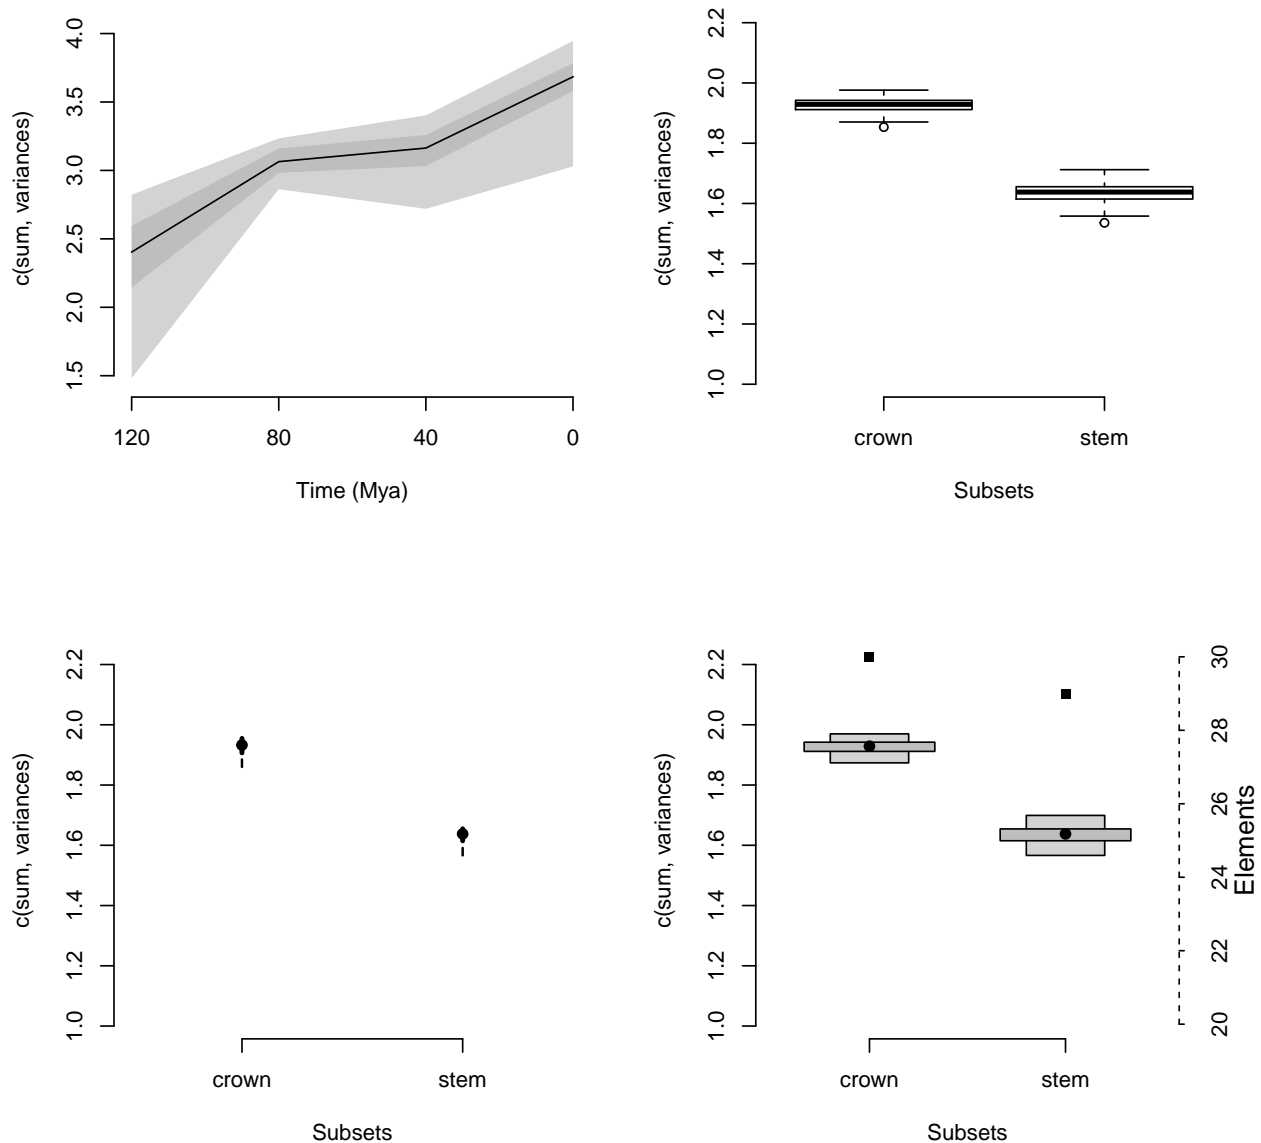 c(sum, variances)
4.0
3.5
3.0
2.5
2.0
1.5
120 80 40 0
Time (Mya)
c(sum, variances)
2.2
2.0
1.8
1.6
1.4
1.2
1.0
crown stem
Subsets
c(sum, variances)
2.2
2.0
1.8
1.6
1.4
1.2
1.0
crown stem
Subsets
c(sum, variances)
2.2
2.0
1.8
1.6
1.4
1.2
1.0
crown stem
Subsets
30
28
26
24
22
20
Elements